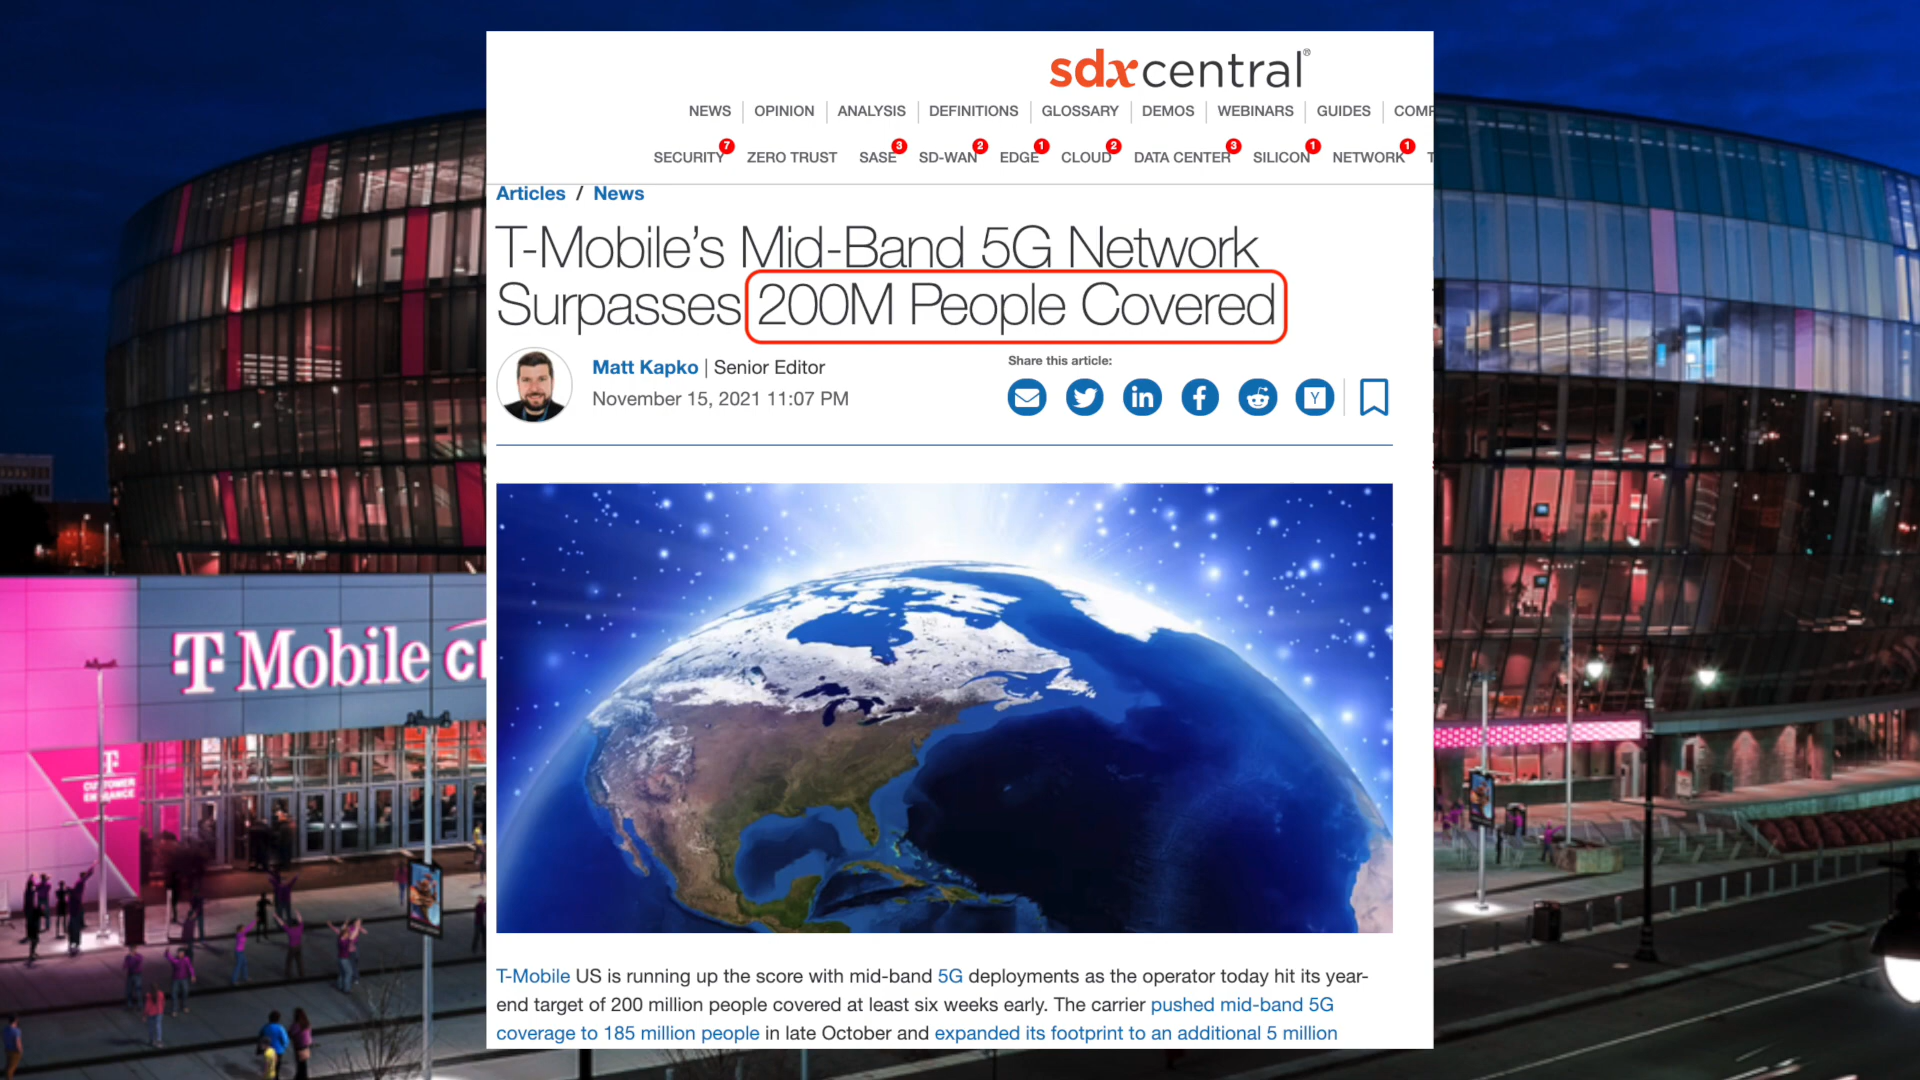 sdxcentral®
NEWS OPINION ANALYSIS DEFINITIONS GLOSSARY DEMOS WEBINARS GUIDES
SECURITY 7 ZERO TRUST SASE 3 SD-WAN 2 EDGE 1 CLOUD 2 DATA CENTER 3 SILICON 1 NETWORK 1
Articles / News
T-Mobile’s Mid-Band 5G Network
Surpasses 200M People Covered
Matt Kapko | Senior Editor
November 15, 2021 11:07 PM
Share this article:
T-Mobile US is running up the score with mid-band 5G deployments as the operator today hit its year-
end target of 200 million people covered at least six weeks early. The carrier pushed mid-band 5G
coverage to 185 million people in late October and expanded its footprint to an additional 5 million
T Mobile
T
CUSTOMER
ENTRANCE